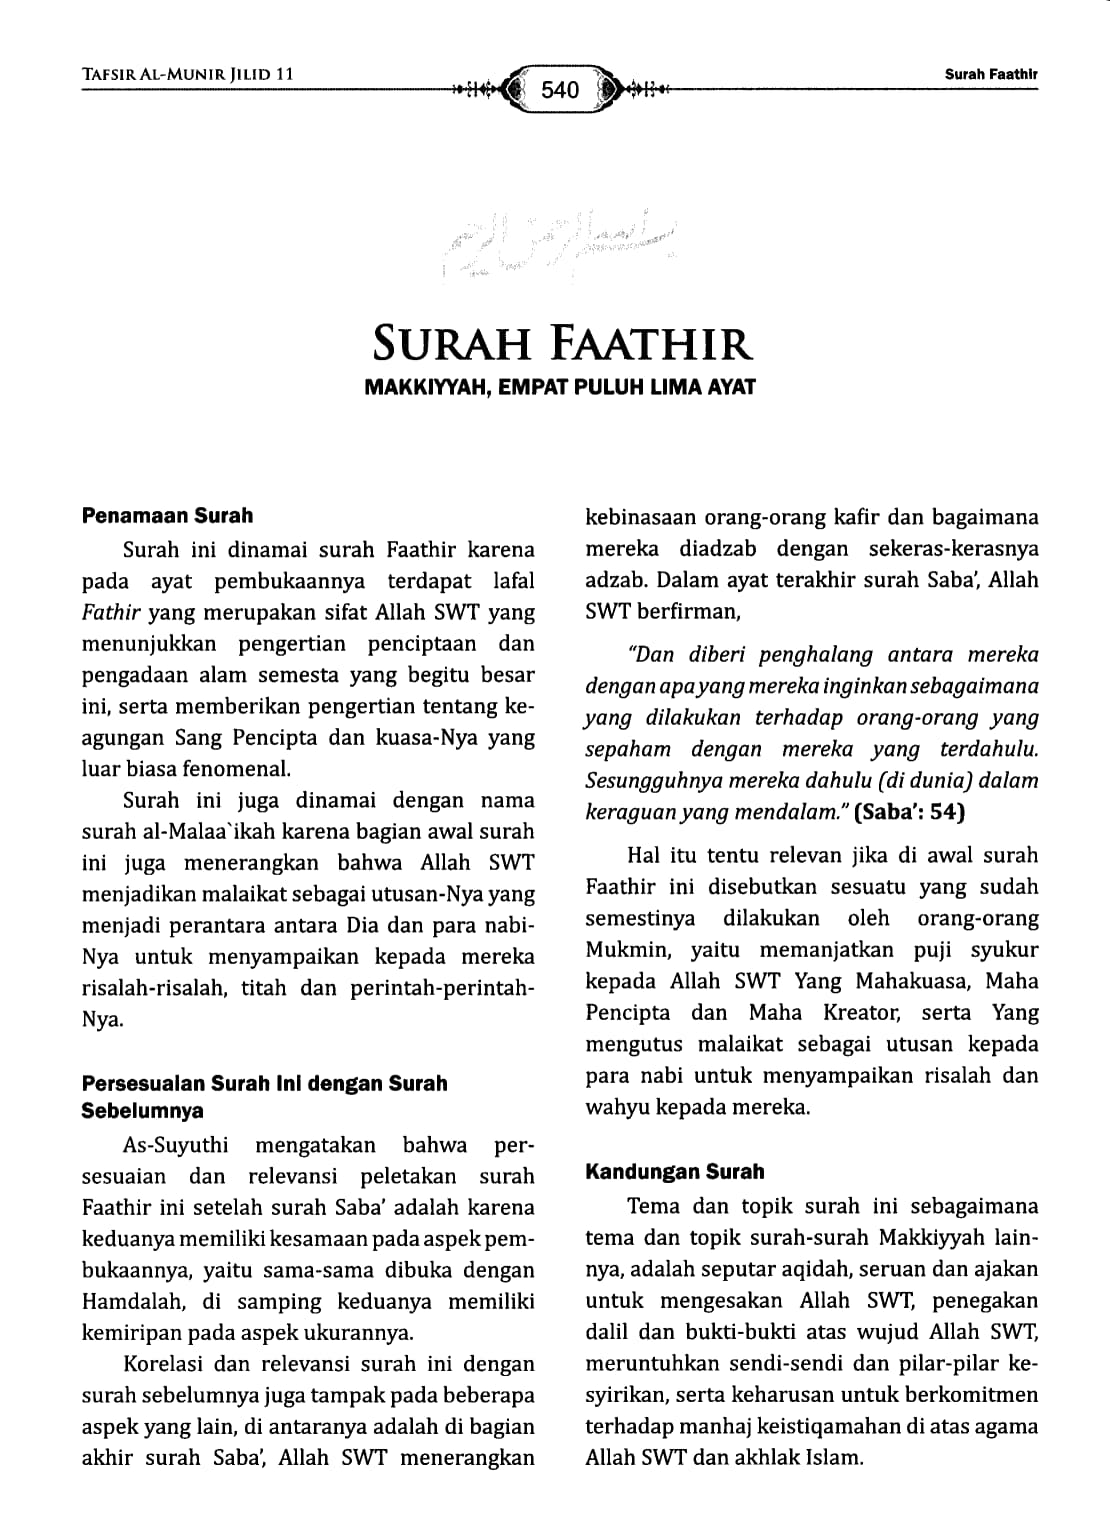 TAFSIR AL-MUNIR JILID 11
540
Surah Faathir
SURAH FAATHIR
MAKKIYYAH, EMPAT PULUH LIMA AYAT
Penamaan Surah
Surah ini dinamai surah Faathir karena
pada ayat pembukaannya terdapat lafal
Fathir yang merupakan sifat Allah SWT yang
menunjukkan pengertian penciptaan dan
pengadaan alam semesta yang begitu besar
ini, serta memberikan pengertian tentang ke-
agungan Sang Pencipta dan kuasa-Nya yang
luar biasa fenomenal.
Surah ini juga dinamai dengan nama
surah al-Malaa`ikah karena bagian awal surah
ini juga menerangkan bahwa Allah SWT
menjadikan malaikat sebagai utusan-Nya yang
menjadi perantara antara Dia dan para nabi-
Nya untuk menyampaikan kepada mereka
risalah-risalah, titah dan perintah-perintah-
Nya.
Persesuaian Surah Ini dengan Surah
Sebelumnya
As-Suyuthi mengatakan bahwa per-
sesuaian dan relevansi peletakan surah
Faathir ini setelah surah Saba' adalah karena
keduanya memiliki kesamaan pada aspek pem-
bukaannya, yaitu sama-sama dibuka dengan
Hamdalah, di samping keduanya memiliki
kemiripan pada aspek ukurannya.
Korelasi dan relevansi surah ini dengan
surah sebelumnya juga tampak pada beberapa
aspek yang lain, di antaranya adalah di bagian
akhir surah Saba', Allah SWT menerangkan
kebinasaan orang-orang kafir dan bagaimana
mereka diadzab dengan sekeras-kerasnya
adzab. Dalam ayat terakhir surah Saba', Allah
SWT berfirman,
“Dan diberi penghalang antara mereka
dengan apa yang mereka inginkan sebagaimana
yang dilakukan terhadap orang-orang yang
sepaham dengan mereka yang terdahulu.
Sesungguhnya mereka dahulu (di dunia) dalam
keraguan yang mendalam.” (Saba': 54)
Hal itu tentu relevan jika di awal surah
Faathir ini disebutkan sesuatu yang sudah
semestinya dilakukan oleh orang-orang
Mukmin, yaitu memanjatkan puji syukur
kepada Allah SWT Yang Mahakuasa, Maha
Pencipta dan Maha Kreator, serta Yang
mengutus malaikat sebagai utusan kepada
para nabi untuk menyampaikan risalah dan
wahyu kepada mereka.
Kandungan Surah
Tema dan topik surah ini sebagaimana
tema dan topik surah-surah Makkiyyah lain-
nya, adalah seputar aqidah, seruan dan ajakan
untuk mengesakan Allah SWT, penegakan
dalil dan bukti-bukti atas wujud Allah SWT,
meruntuhkan sendi-sendi dan pilar-pilar ke-
syirikan, serta keharusan untuk berkomitmen
terhadap manhaj keistiqamahan di atas agama
Allah SWT dan akhlak Islam.